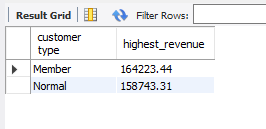 Result Grid Filter Rows:
customer type highest_revenue
Member 164223.44
Normal 158743.31